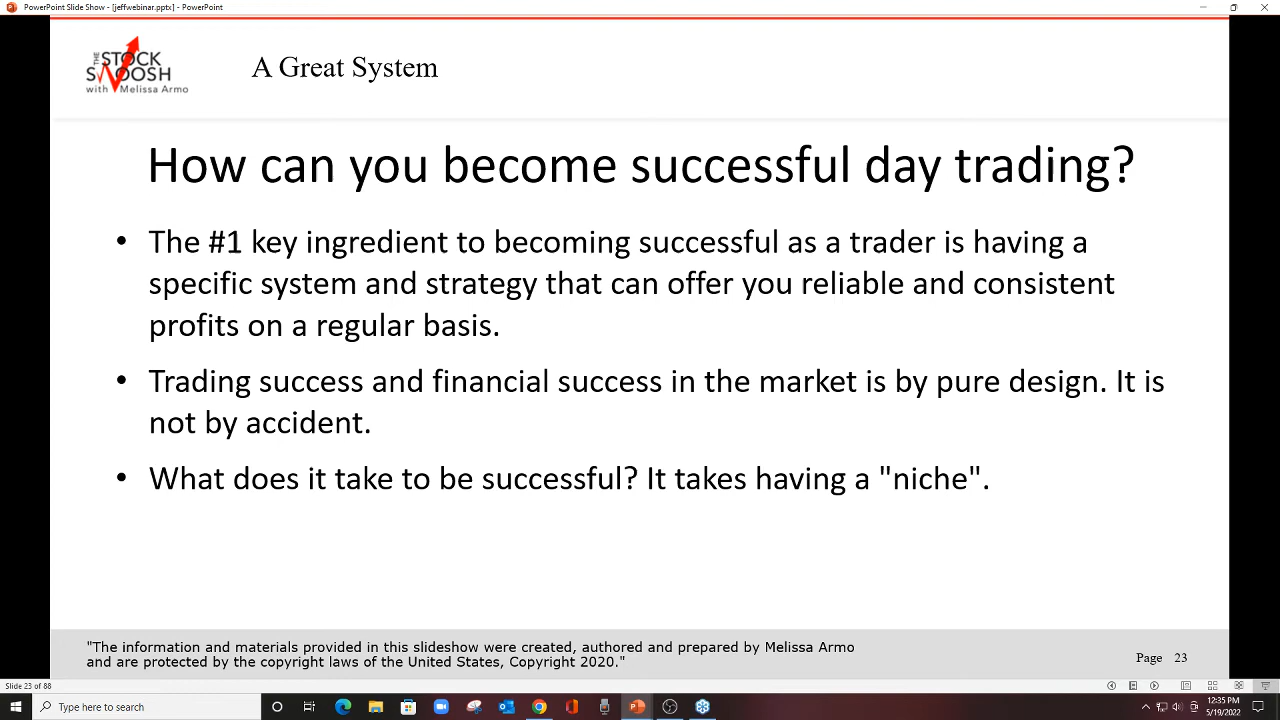 PowerPoint Slide Show - [jeffwebinar.pptx] - PowerPoint
THE
STOCK
SWOOSH
with Melissa Armo
A Great System
How can you become successful day trading?
• The #1 key ingredient to becoming successful as a trader is having a
specific system and strategy that can offer you reliable and consistent
profits on a regular basis.
• Trading success and financial success in the market is by pure design. It is
not by accident.
• What does it take to be successful? It takes having a "niche".
"The information and materials provided in this slideshow were created, authored and prepared by Melissa Armo
and are protected by the copyright laws of the United States, Copyright 2020."
Page 23
Slide 23 of 88
Type here to search
12:35 PM
5/19/2022